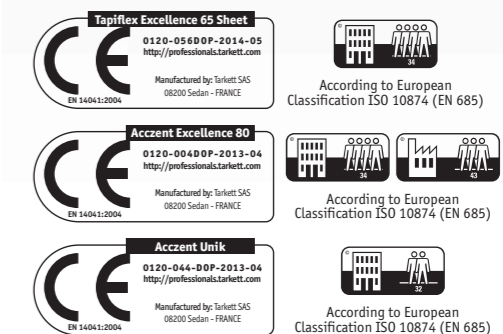 Tapiflex Excellence 65 Sheet
0120-056DOP-2014-05
http://professionals.tarkett.com
Manufactured by: Tarkett SAS
08200 Sedan - FRANCE
EN 14041:2004
34
According to European
Classification ISO 10874 (EN 685)
Acczent Excellence 80
0120-004DOP-2013-04
http://professionals.tarkett.com
Manufactured by: Tarkett SAS
08200 Sedan - FRANCE
EN 14041:2004
34
43
According to European
Classification ISO 10874 (EN 685)
Acczent Unik
0120-044-DOP-2013-04
http://professionals.tarkett.com
Manufactured by: Tarkett SAS
08200 Sedan - FRANCE
EN 14041:2004
32
According to European
Classification ISO 10874 (EN 685)